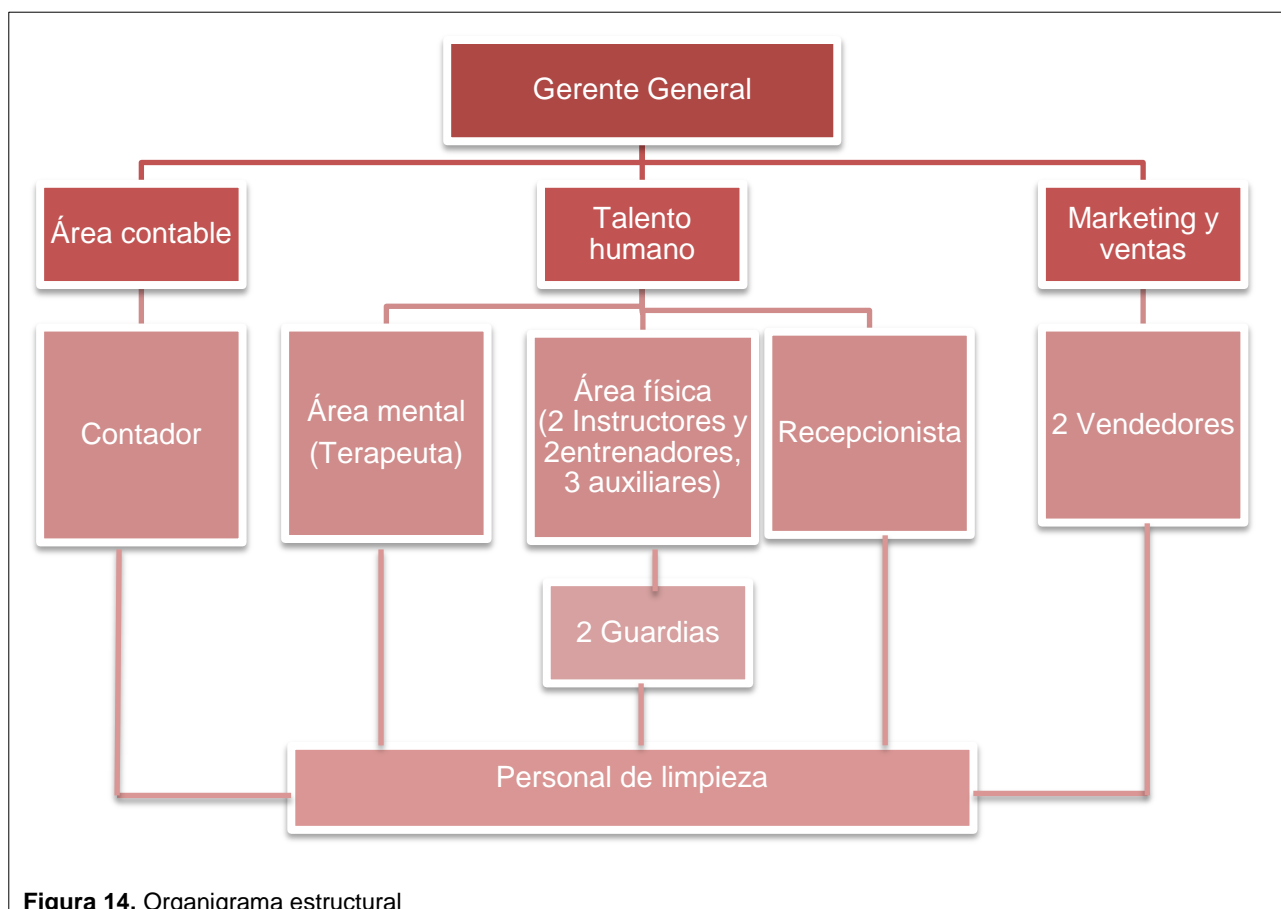 Gerente General
Área contable
Talento
humano
Marketing y
ventas
Contador
Área mental
(Terapeuta)
Área física
(2 Instructores y
2entrenadores,
3 auxiliares)
Recepcionista
2 Vendedores
2 Guardias
Personal de limpieza
Figura 14. Organigrama estructural